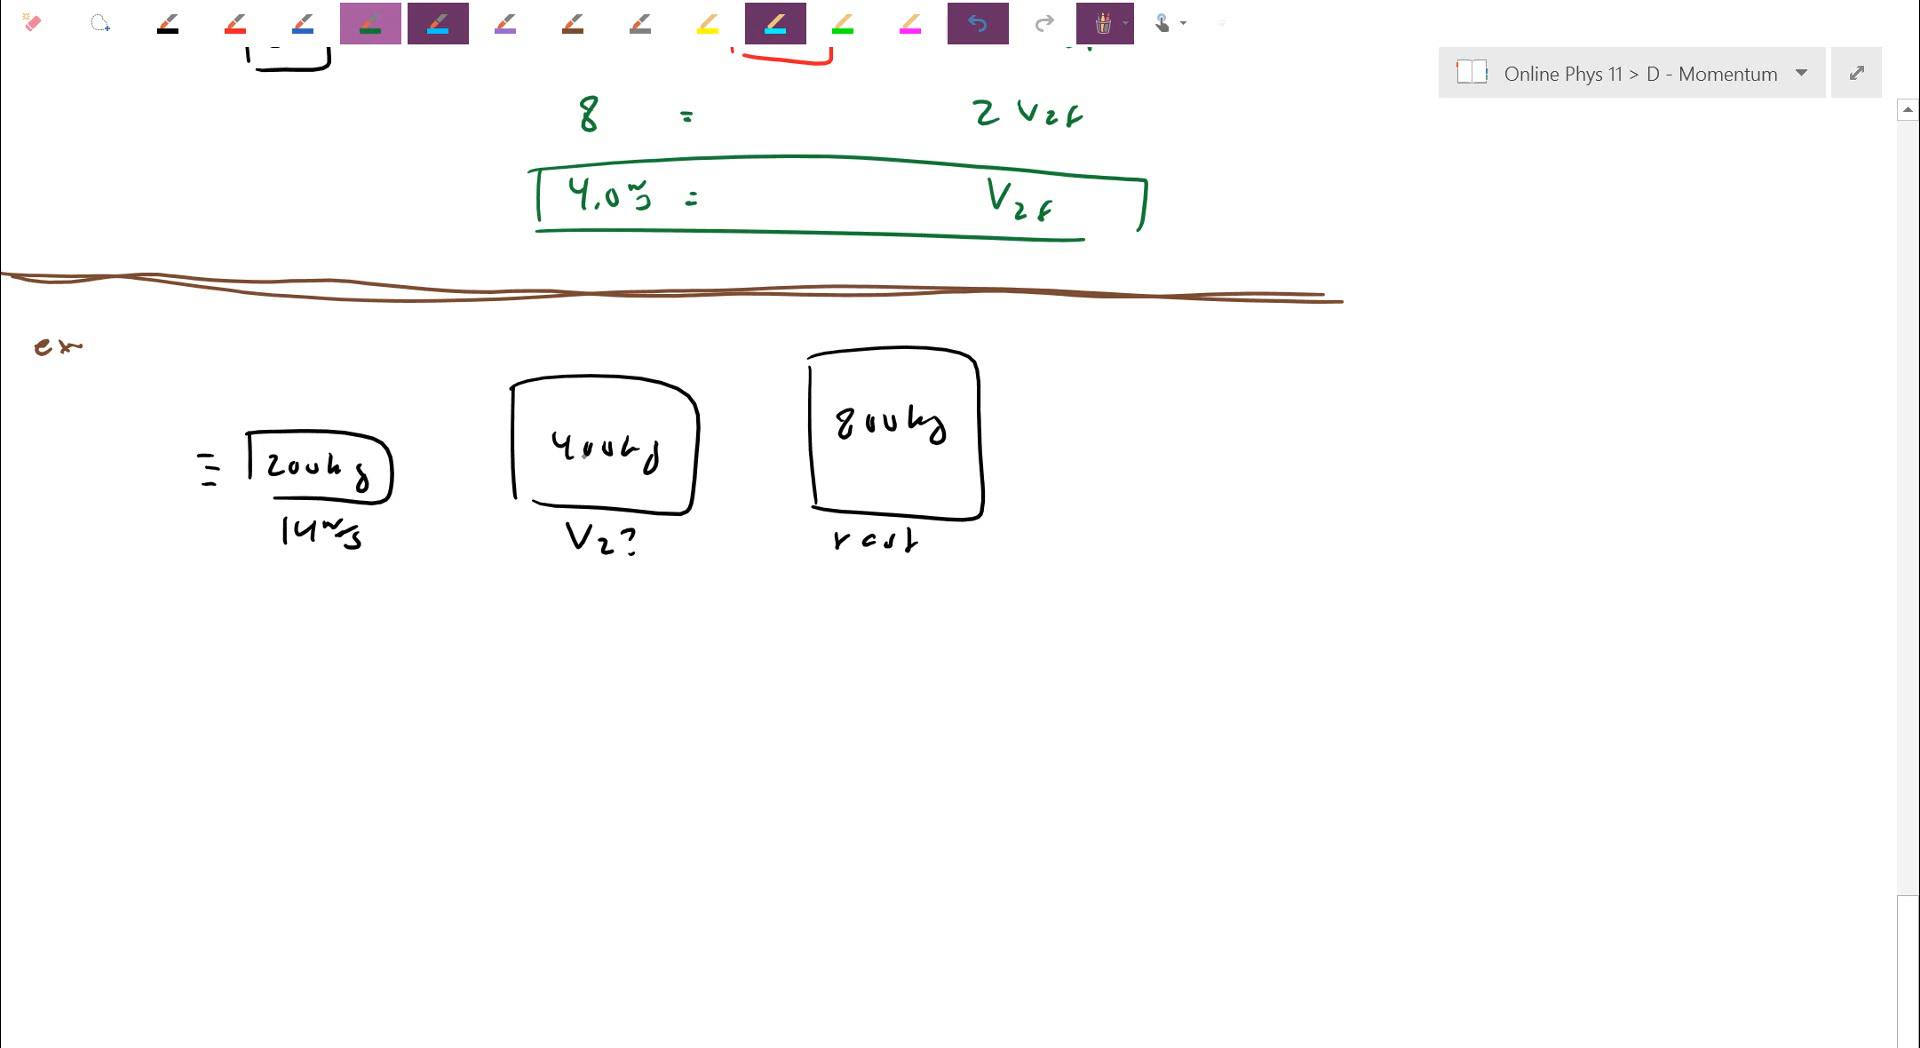 Online Phys 11 > D - Momentum
8 = 2 V2f
4.0 m/s = V2f
ex
200kg
400kg
800kg
14 m/s
V2?
rest